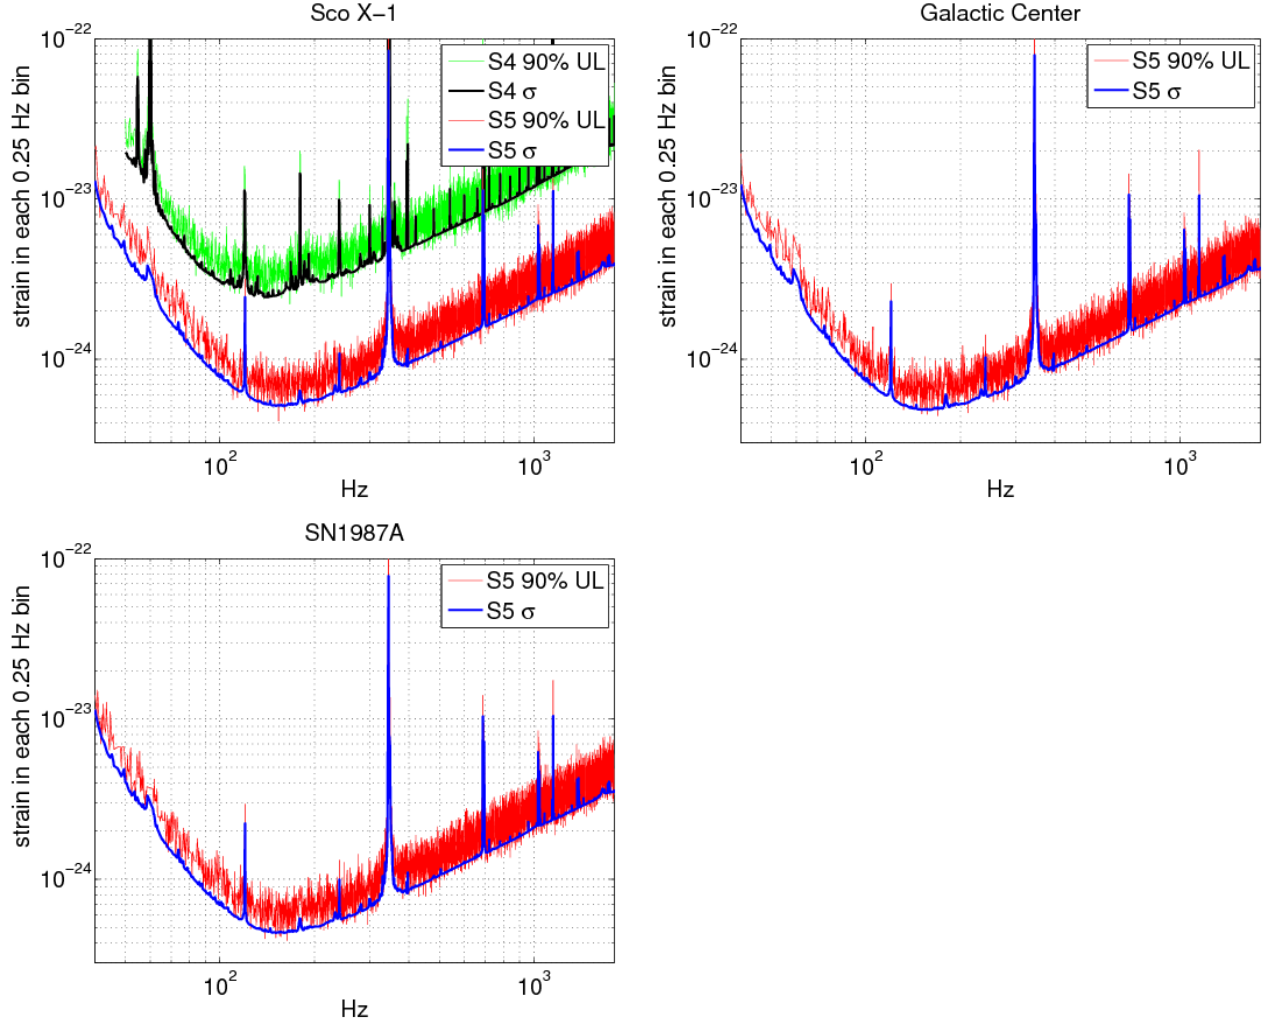 Sco X−1
10^−22
10^−23
10^−24
strain in each 0.25 Hz bin
S4 90% UL
S4 σ
S5 90% UL
S5 σ
10^2
10^3
Hz
Galactic Center
10^−22
10^−23
10^−24
strain in each 0.25 Hz bin
S5 90% UL
S5 σ
10^2
10^3
Hz
SN1987A
10^−22
10^−23
10^−24
strain in each 0.25 Hz bin
S5 90% UL
S5 σ
10^2
10^3
Hz